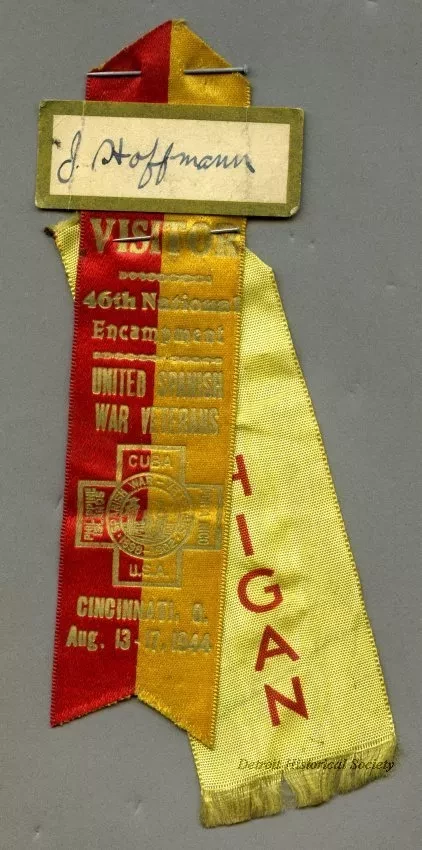 J. Hoffmann
VISITOR
46th National
Encampment
UNITED SPANISH
WAR VETERANS
CUBA
U.S.A.
CINCINNATI, O.
Aug. 13-17, 1944
HIGAN
Detroit Historical Society